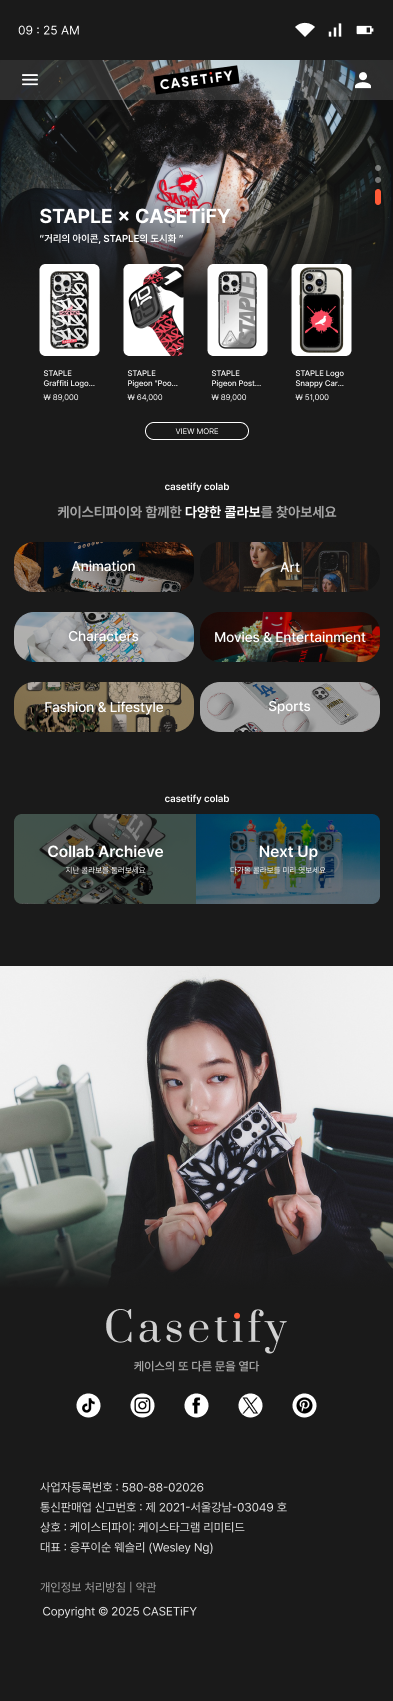 09 : 25 AM
CASETiFY
STAPLE × CASETiFY
"거리의 아이콘, STAPLE의 도시화 "
STAPLE
Graffiti Logo...
₩ 89,000
STAPLE
Pigeon "Poo...
₩ 64,000
STAPLE
Pigeon Post...
₩ 89,000
STAPLE Logo
Snappy Car...
₩ 51,000
VIEW MORE
casetify colab
케이스티파이와 함께한 다양한 콜라보를 찾아보세요
Animation
Art
Characters
Movies & Entertainment
Fashion & Lifestyle
Sports
casetify colab
Collab Archieve
지난 콜라보를 둘러보세요
Next Up
다가올 콜라보를 미리 엿보세요
Casetify
케이스의 또 다른 문을 열다
사업자등록번호 : 580-88-02026
통신판매업 신고번호 : 제 2021-서울강남-03049 호
상호 : 케이스티파이: 케이스타그램 리미티드
대표 : 응푸이순 웨슬리 (Wesley Ng)
개인정보 처리방침 | 약관
Copyright © 2025 CASETiFY